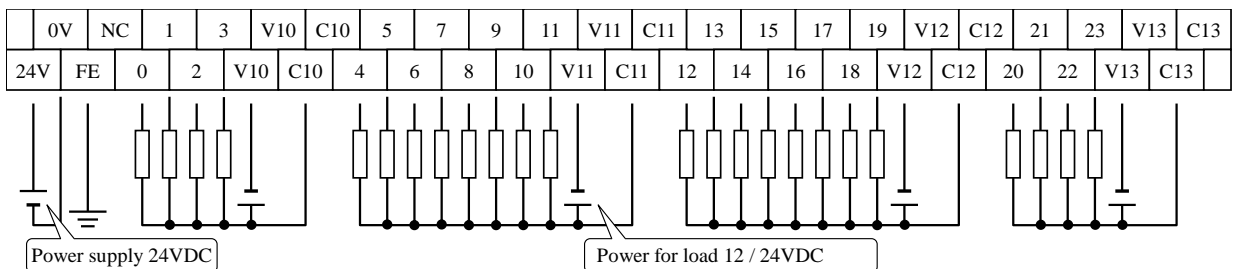 0V NC 1 3 V10 C10 5 7 9 11 V11 C11 13 15 17 19 V12 C12 21 23 V13 C13
24V FE 0 2 V10 C10 4 6 8 10 V11 C11 12 14 16 18 V12 C12 20 22 V13 C13
Power supply 24VDC Power for load 12 / 24VDC